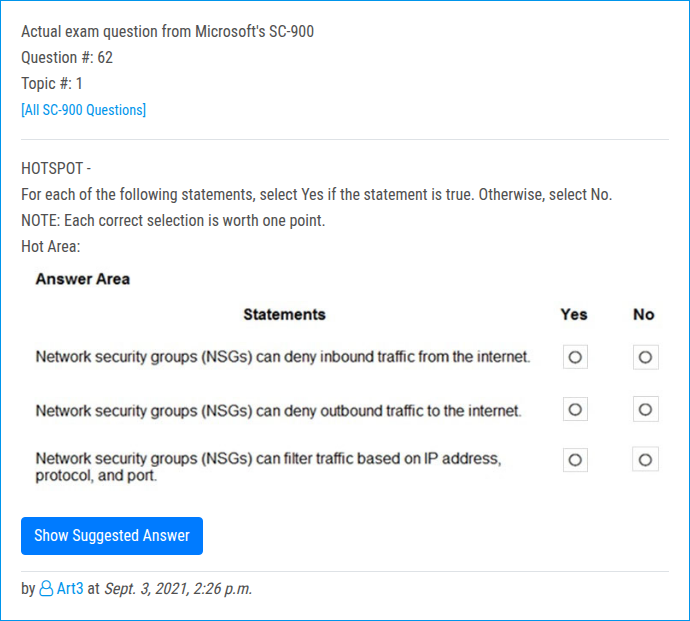 Actual exam question from Microsoft's SC-900
Question #: 62
Topic #: 1
[All SC-900 Questions]
HOTSPOT -
For each of the following statements, select Yes if the statement is true. Otherwise, select No.
NOTE: Each correct selection is worth one point.
Hot Area:
Answer Area
Statements Yes No
Network security groups (NSGs) can deny inbound traffic from the internet.
Network security groups (NSGs) can deny outbound traffic to the internet.
Network security groups (NSGs) can filter traffic based on IP address,
protocol, and port.
Show Suggested Answer
by Art3 at Sept. 3, 2021, 2:26 p.m.